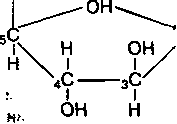 OH
5C H OH
H 4C 3C
OH H